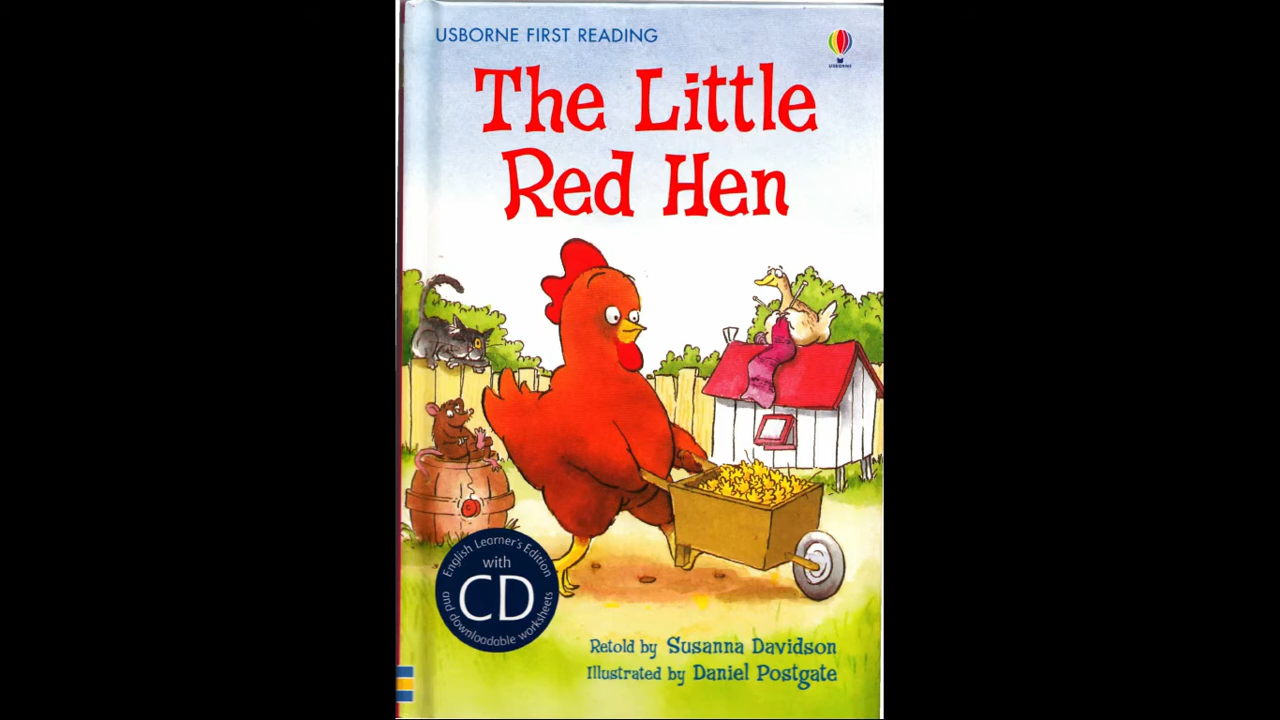 USBORNE FIRST READING
USBORNE
The Little
Red Hen
English Learner's Edition
with
CD
and downloadable worksheets
Retold by Susanna Davidson
Illustrated by Daniel Postgate